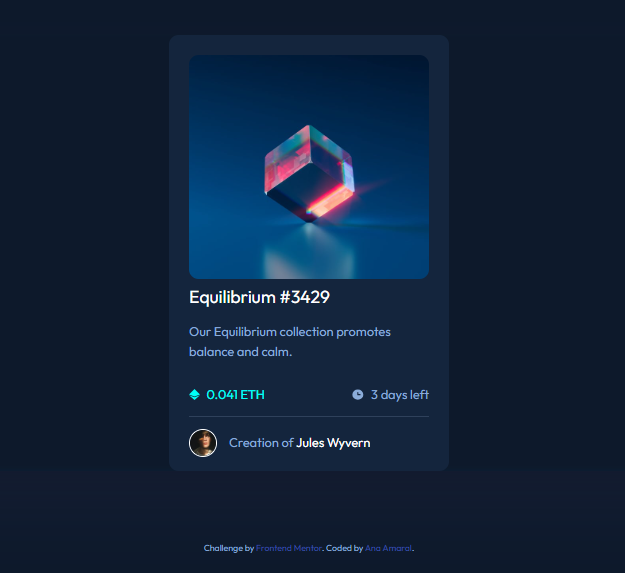 Equilibrium #3429
Our Equilibrium collection promotes
balance and calm.
0.041 ETH
3 days left
Creation of Jules Wyvern
Challenge by Frontend Mentor. Coded by Ana Amaral.